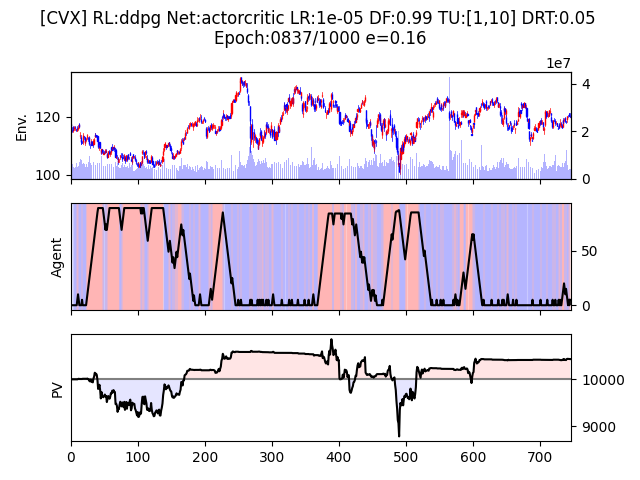 [CVX] RL:ddpg Net:actorcritic LR:1e-05 DF:0.99 TU:[1,10] DRT:0.05
Epoch:0837/1000 e=0.16
1e7
Env.
120
100
4
2
0
Agent
50
0
PV
10000
9000
0 100 200 300 400 500 600 700